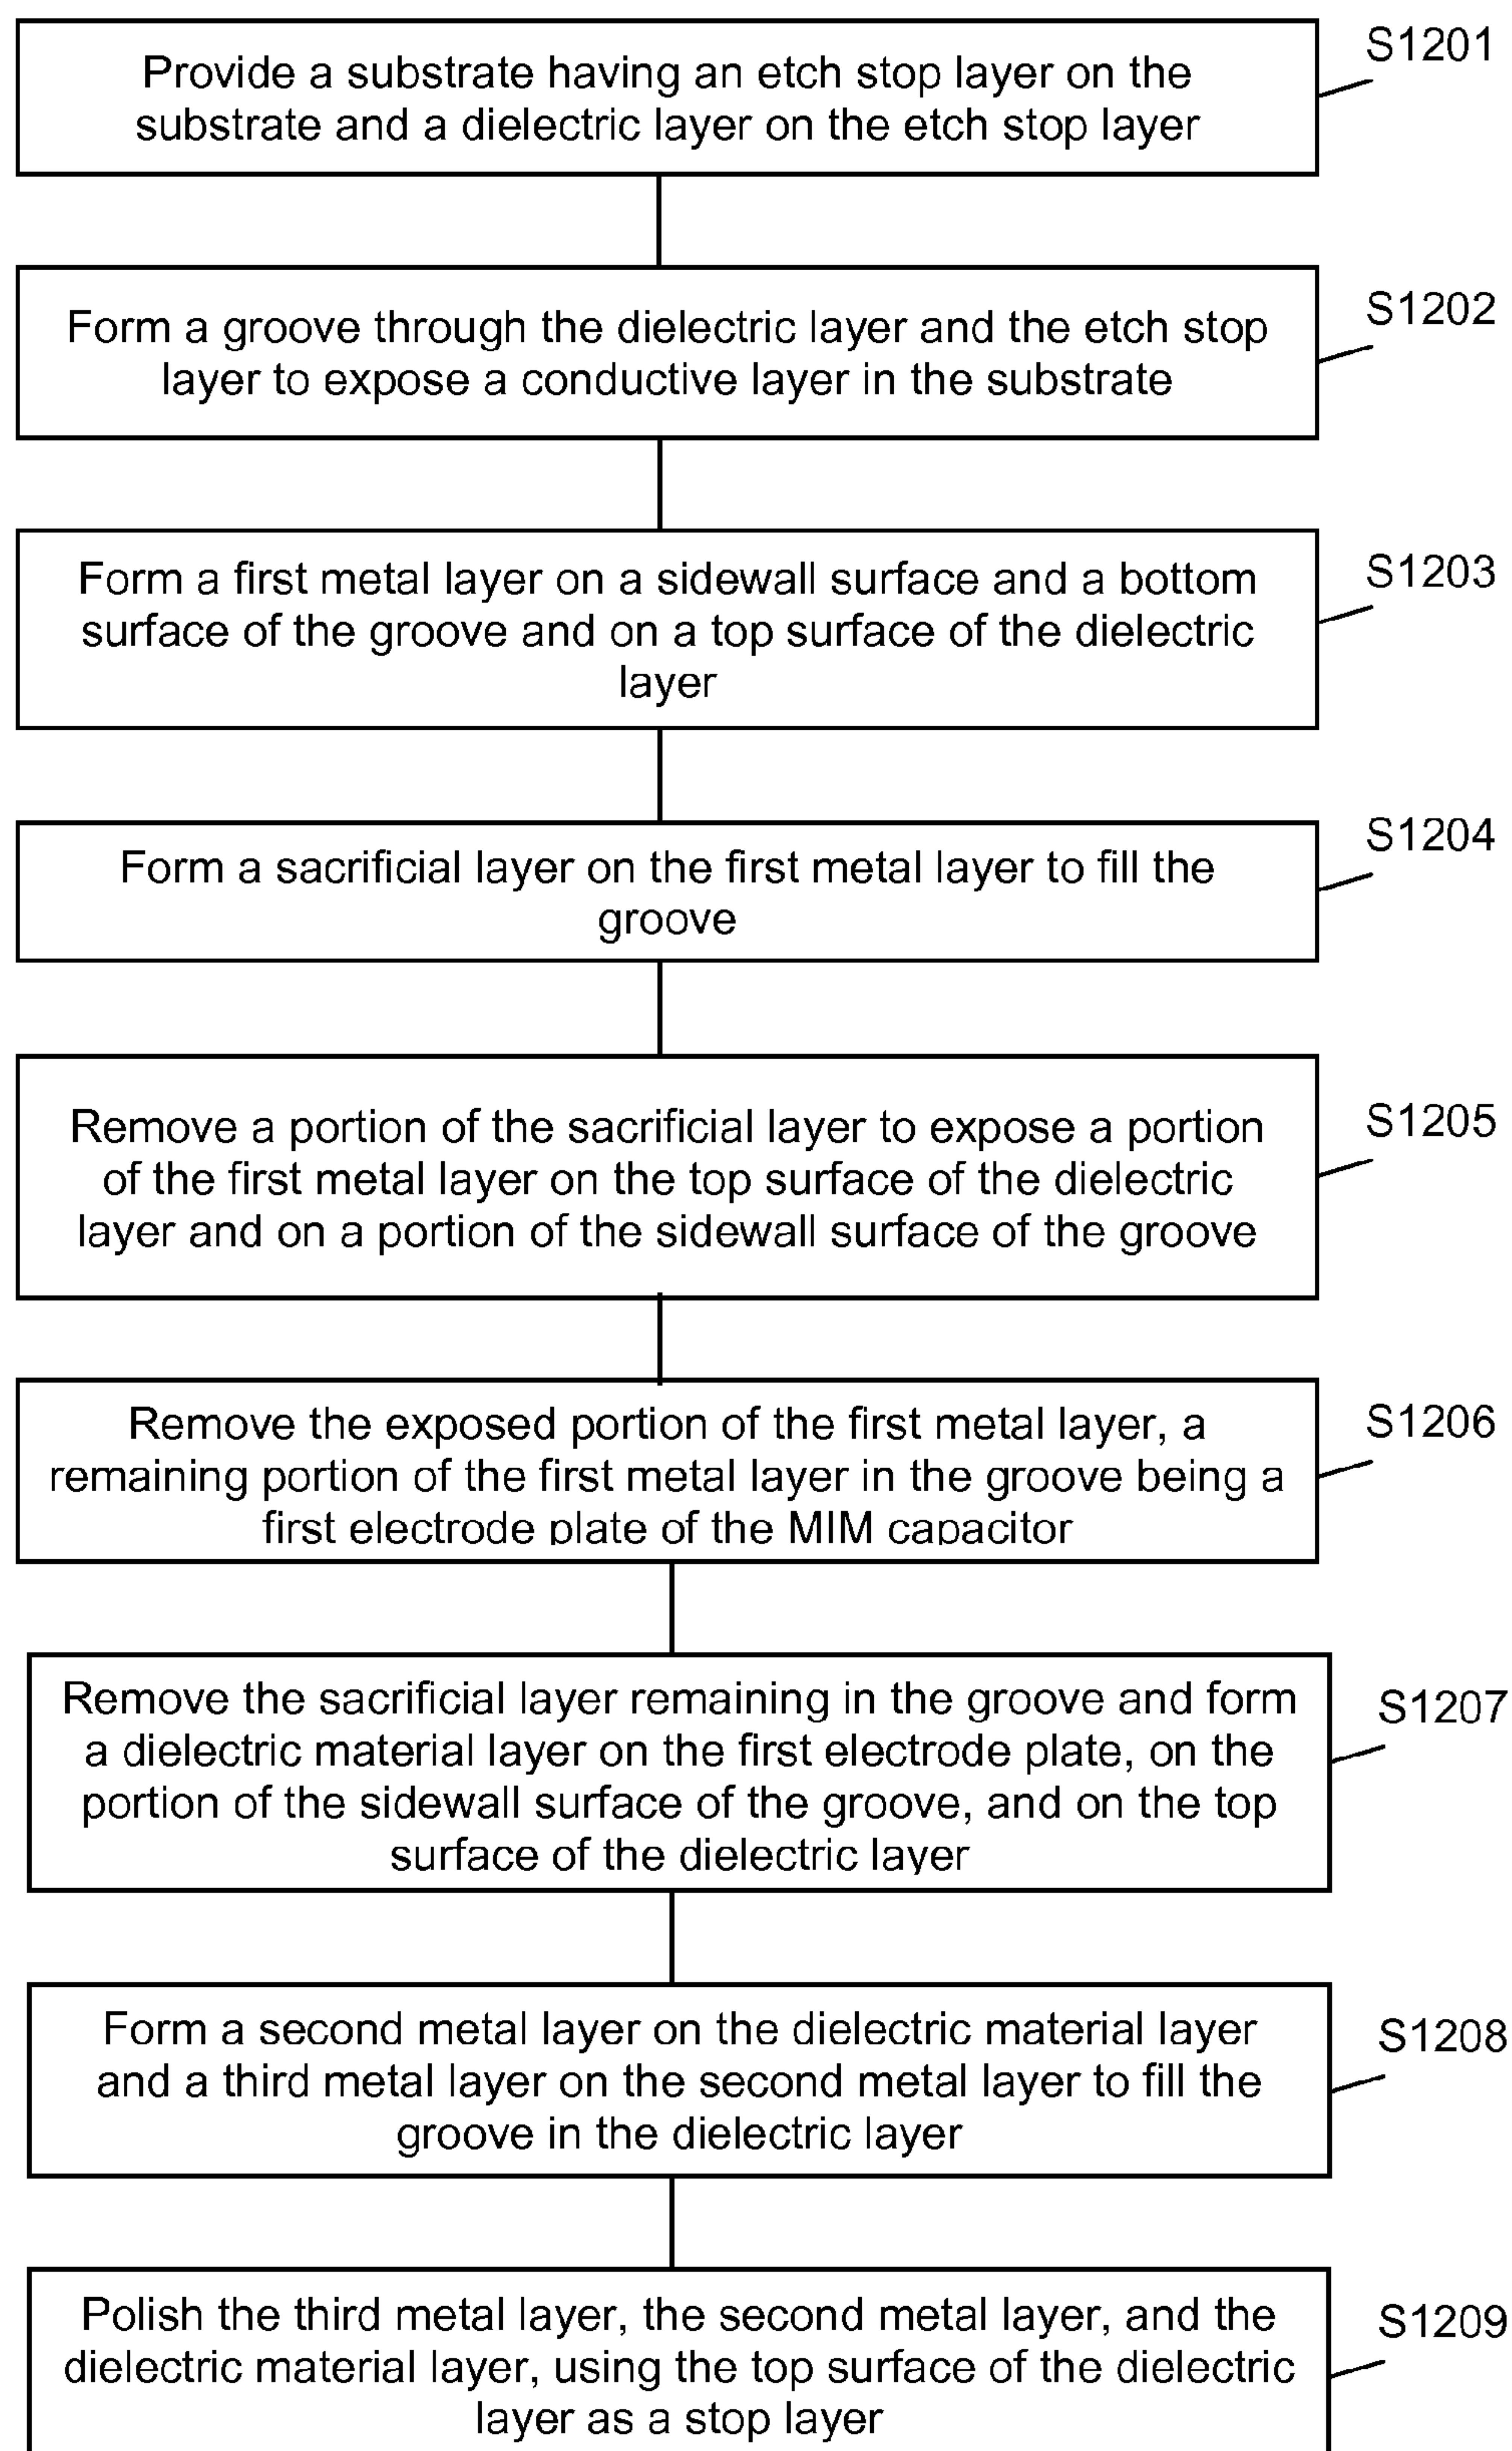 S1201
Provide a substrate having an etch stop layer on the
substrate and a dielectric layer on the etch stop layer
S1202
Form a groove through the dielectric layer and the etch stop
layer to expose a conductive layer in the substrate
S1203
Form a first metal layer on a sidewall surface and a bottom
surface of the groove and on a top surface of the dielectric
layer
S1204
Form a sacrificial layer on the first metal layer to fill the
groove
S1205
Remove a portion of the sacrificial layer to expose a portion
of the first metal layer on the top surface of the dielectric
layer and on a portion of the sidewall surface of the groove
S1206
Remove the exposed portion of the first metal layer, a
remaining portion of the first metal layer in the groove being a
first electrode plate of the MIM capacitor
S1207
Remove the sacrificial layer remaining in the groove and form
a dielectric material layer on the first electrode plate, on the
portion of the sidewall surface of the groove, and on the top
surface of the dielectric layer
S1208
Form a second metal layer on the dielectric material layer
and a third metal layer on the second metal layer to fill the
groove in the dielectric layer
S1209
Polish the third metal layer, the second metal layer, and the
dielectric material layer, using the top surface of the dielectric
layer as a stop layer